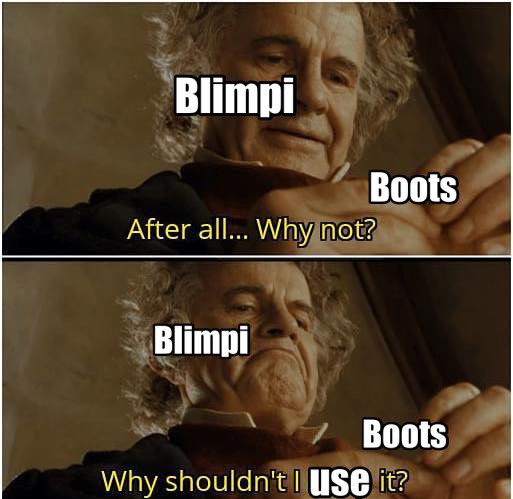 Blimpi
Boots
After all... Why not?
Blimpi
Boots
Why shouldn't I use it?